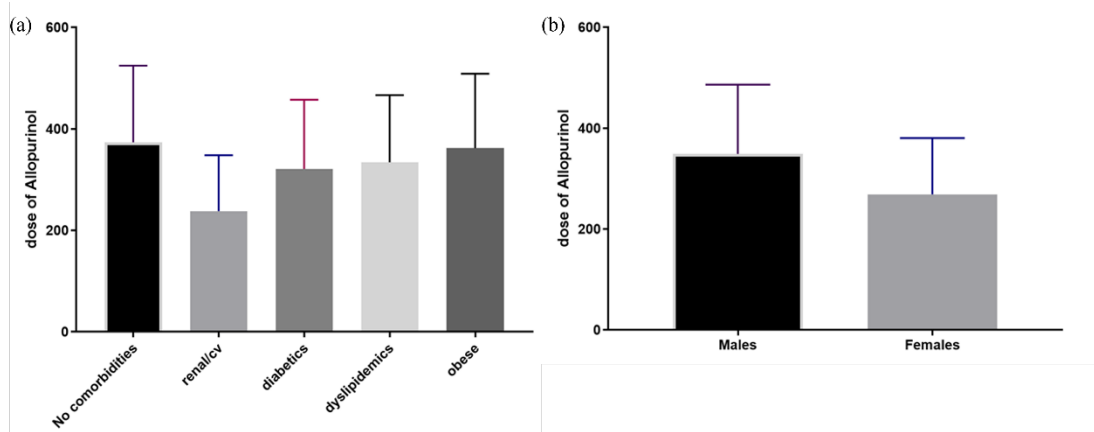 (a)
600
400
200
0
dose of Allopurinol
No comorbidities
renal/cv
diabetics
dyslipidemics
obese
(b)
600
400
200
0
dose of Allopurinol
Males
Females